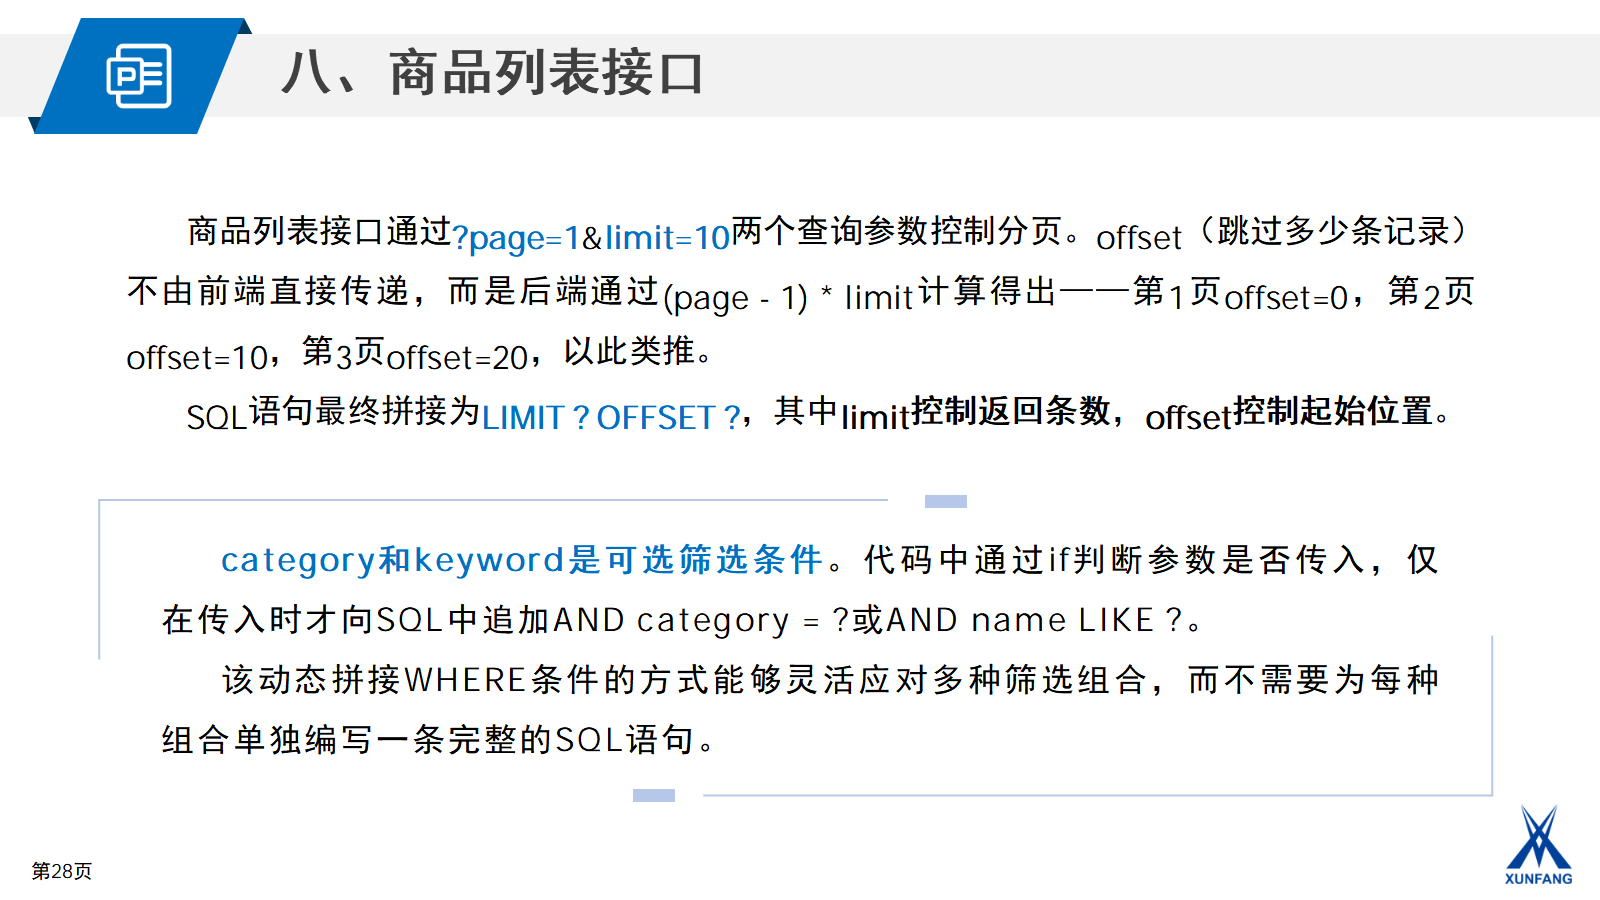 八、商品列表接口
商品列表接口通过?page=1&limit=10两个查询参数控制分页。offset（跳过多少条记录）
不由前端直接传递，而是后端通过(page - 1) * limit计算得出——第1页offset=0，第2页
offset=10，第3页offset=20，以此类推。
SQL语句最终拼接为LIMIT ? OFFSET ?，其中limit控制返回条数，offset控制起始位置。
category和keyword是可选筛选条件。代码中通过if判断参数是否传入，仅
在传入时才向SQL中追加AND category = ?或AND name LIKE ?。
该动态拼接WHERE条件的方式能够灵活应对多种筛选组合，而不需要为每种
组合单独编写一条完整的SQL语句。
第28页
XUNFANG